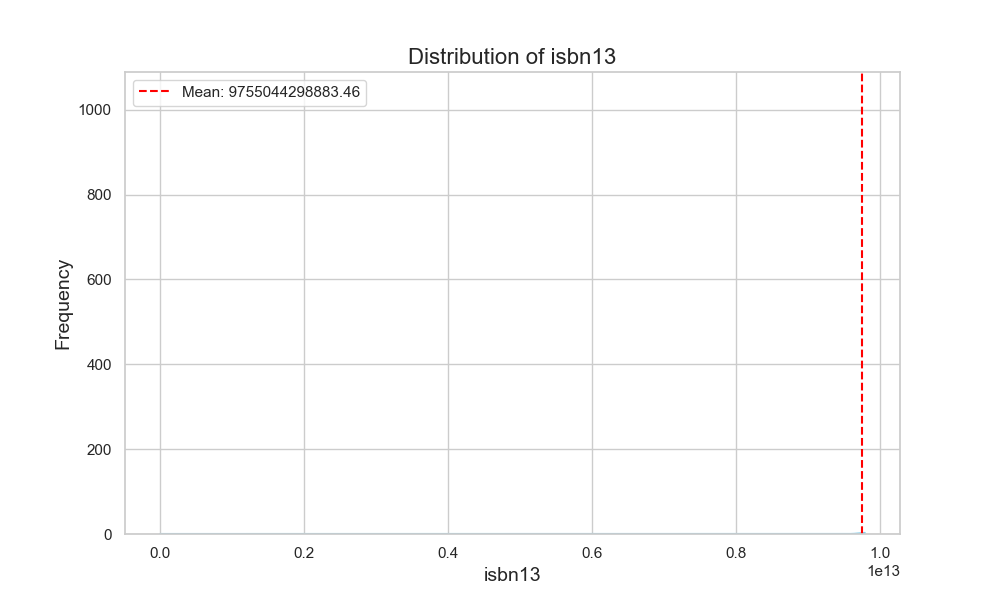 Distribution of isbn13
Mean: 9755044298883.46
1000
800
600
400
200
0
Frequency
0.0 0.2 0.4 0.6 0.8 1.0
1e13
isbn13